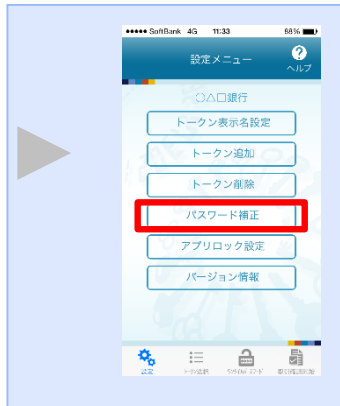 SoftBank 4G 11:33 58%
設定メニュー
?
ヘルプ
〇△□銀行
トークン表示名設定
トークン追加
トークン削除
パスワード補正
アプリロック設定
バージョン情報
設定